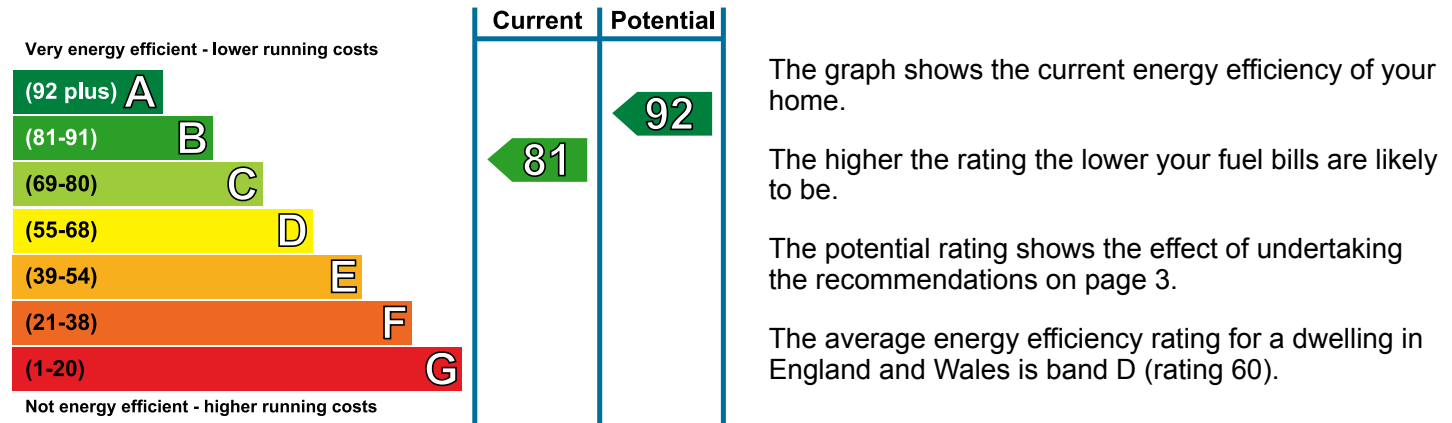 Current Potential
Very energy efficient - lower running costs
(92 plus) A
(81-91) B
(69-80) C
(55-68) D
(39-54) E
(21-38) F
(1-20) G
Not energy efficient - higher running costs
81
92
The graph shows the current energy efficiency of your
home.
The higher the rating the lower your fuel bills are likely
to be.
The potential rating shows the effect of undertaking
the recommendations on page 3.
The average energy efficiency rating for a dwelling in
England and Wales is band D (rating 60).